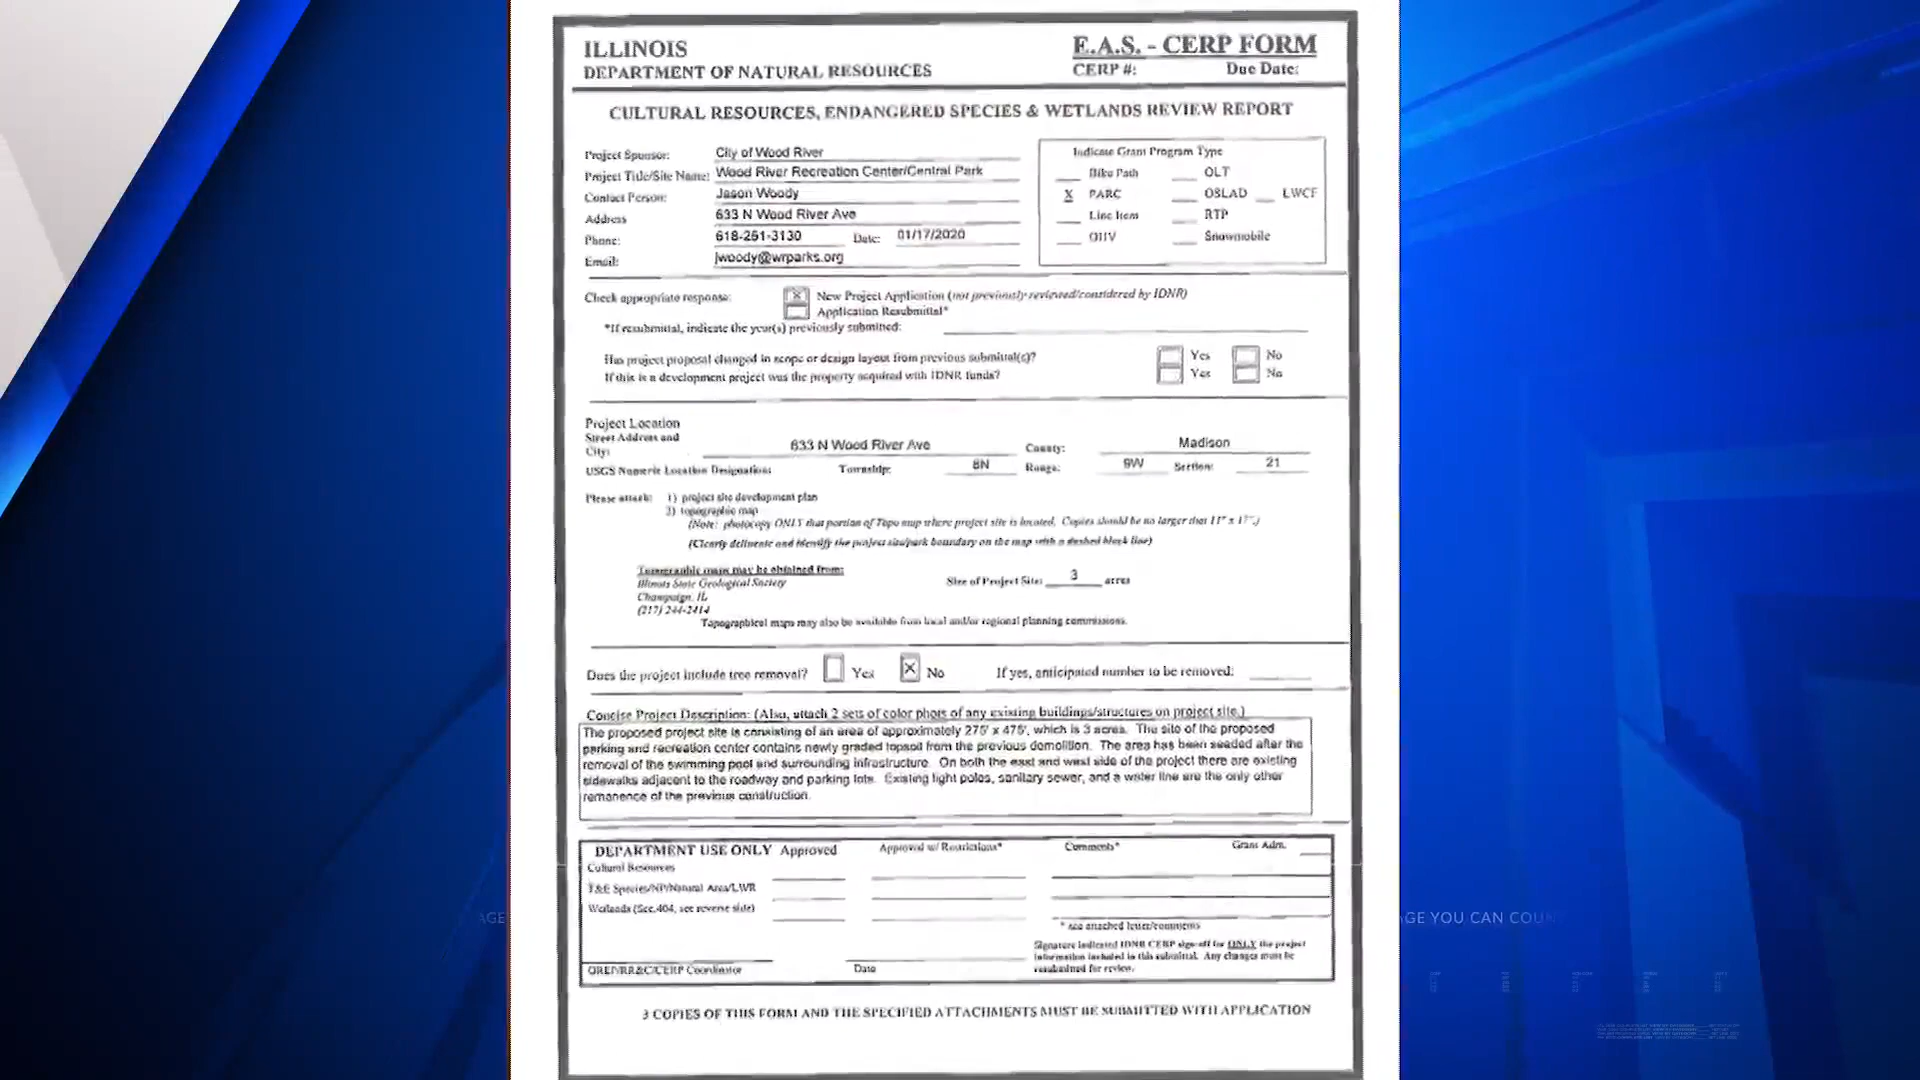 ILLINOIS
DEPARTMENT OF NATURAL RESOURCES
E.A.S. - CERP FORM
CERP #: Due Date:
CULTURAL RESOURCES, ENDANGERED SPECIES & WETLANDS REVIEW REPORT
Project Sponsor: City of Wood River
Project Title/Site Name: Wood River Recreation Center/Central Park
Contact Person: Jason Woody
Address 633 N Wood River Ave
Phone: 618-251-3130 Date: 01/17/2020
Email: jwoody@wrparks.org
Indicate Grant Program Type
Bike Path OLT
X PARC OSLAD LWCF
Line Item RTP
OHV Snowmobile
Check appropriate response: X New Project Application (not previously reviewed/considered by IDNR)
Application Resubmittal*
*If resubmittal, indicate the year(s) previously submitted:
Has project proposal changed in scope or design layout from previous submittal(s)? Yes No
If this is a development project was the property acquired with IDNR funds? Yes No
Project Location
Street Address and
City: 633 N Wood River Ave County: Madison
USGS Numeric Location Designation: Township: 8N Range: 9W Section: 21
Please attach: 1) project site development plan
2) topographic map
(Note: photocopy ONLY that portion of Topo map where project site is located. Copies should be no larger that 11" x 17".)
(Clearly delineate and identify the project site/park boundary on the map with a dashed black line)
Topographic maps may be obtained from:
Illinois State Geological Society
Champaign, IL
(217) 244-2414
Size of Project Site: 3 acres
Topographical maps may also be available from local and/or regional planning commissions.
Does the project include tree removal? Yes X No If yes, anticipated number to be removed:
Concise Project Description: (Also, attach 2 sets of color phots of any existing buildings/structures on project site.)
The proposed project site is consisting of an area of approximately 275' x 475', which is 3 acres. The site of the proposed
parking and recreation center contains newly graded topsoil from the previous demolition. The area has been seeded after the
removal of the swimming pool and surrounding infrastructure. On both the east and west side of the project there are existing
sidewalks adjacent to the roadway and parking lots. Existing light poles, sanitary sewer, and a water line are the only other
remanence of the previous construction.
DEPARTMENT USE ONLY Approved Approved w/ Restrictions* Comments* Grant Adm.
Cultural Resources
T&E Species/NP/Natural Area/LWR
Wetlands (Sec.404, see reverse side)
* see attached letter/comments
Signature indicated IDNR CERP sign-off for ONLY the project
information included in this submittal. Any changes must be
resubmitted for review.
OREP/RR&C/CERP Coordinator Date
3 COPIES OF THIS FORM AND THE SPECIFIED ATTACHMENTS MUST BE SUBMITTED WITH APPLICATION
AGE
AGE YOU CAN COUN